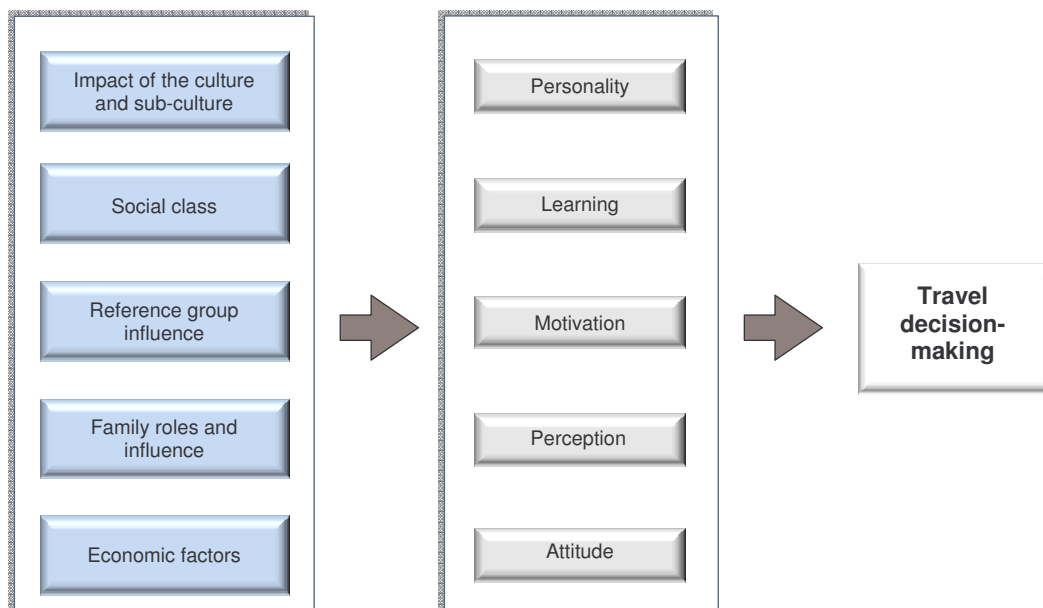 Impact of the culture
and sub-culture
Social class
Reference group
influence
Family roles and
influence
Economic factors
Personality
Learning
Motivation
Perception
Attitude
Travel
decision-
making